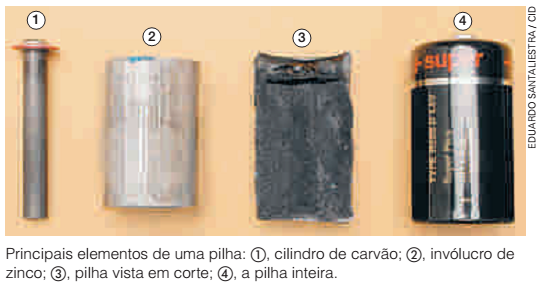 ①
②
③
④
super
EDUARDO SANTALIESTRA / CID
Principais elementos de uma pilha: ①, cilindro de carvão; ②, invólucro de
zinco; ③, pilha vista em corte; ④, a pilha inteira.